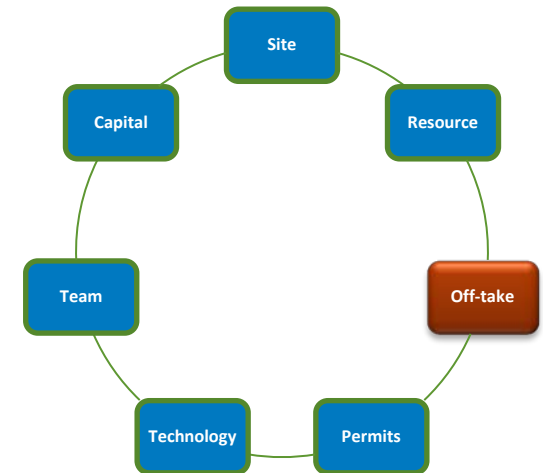 Site
Capital
Resource
Team
Off-take
Technology
Permits